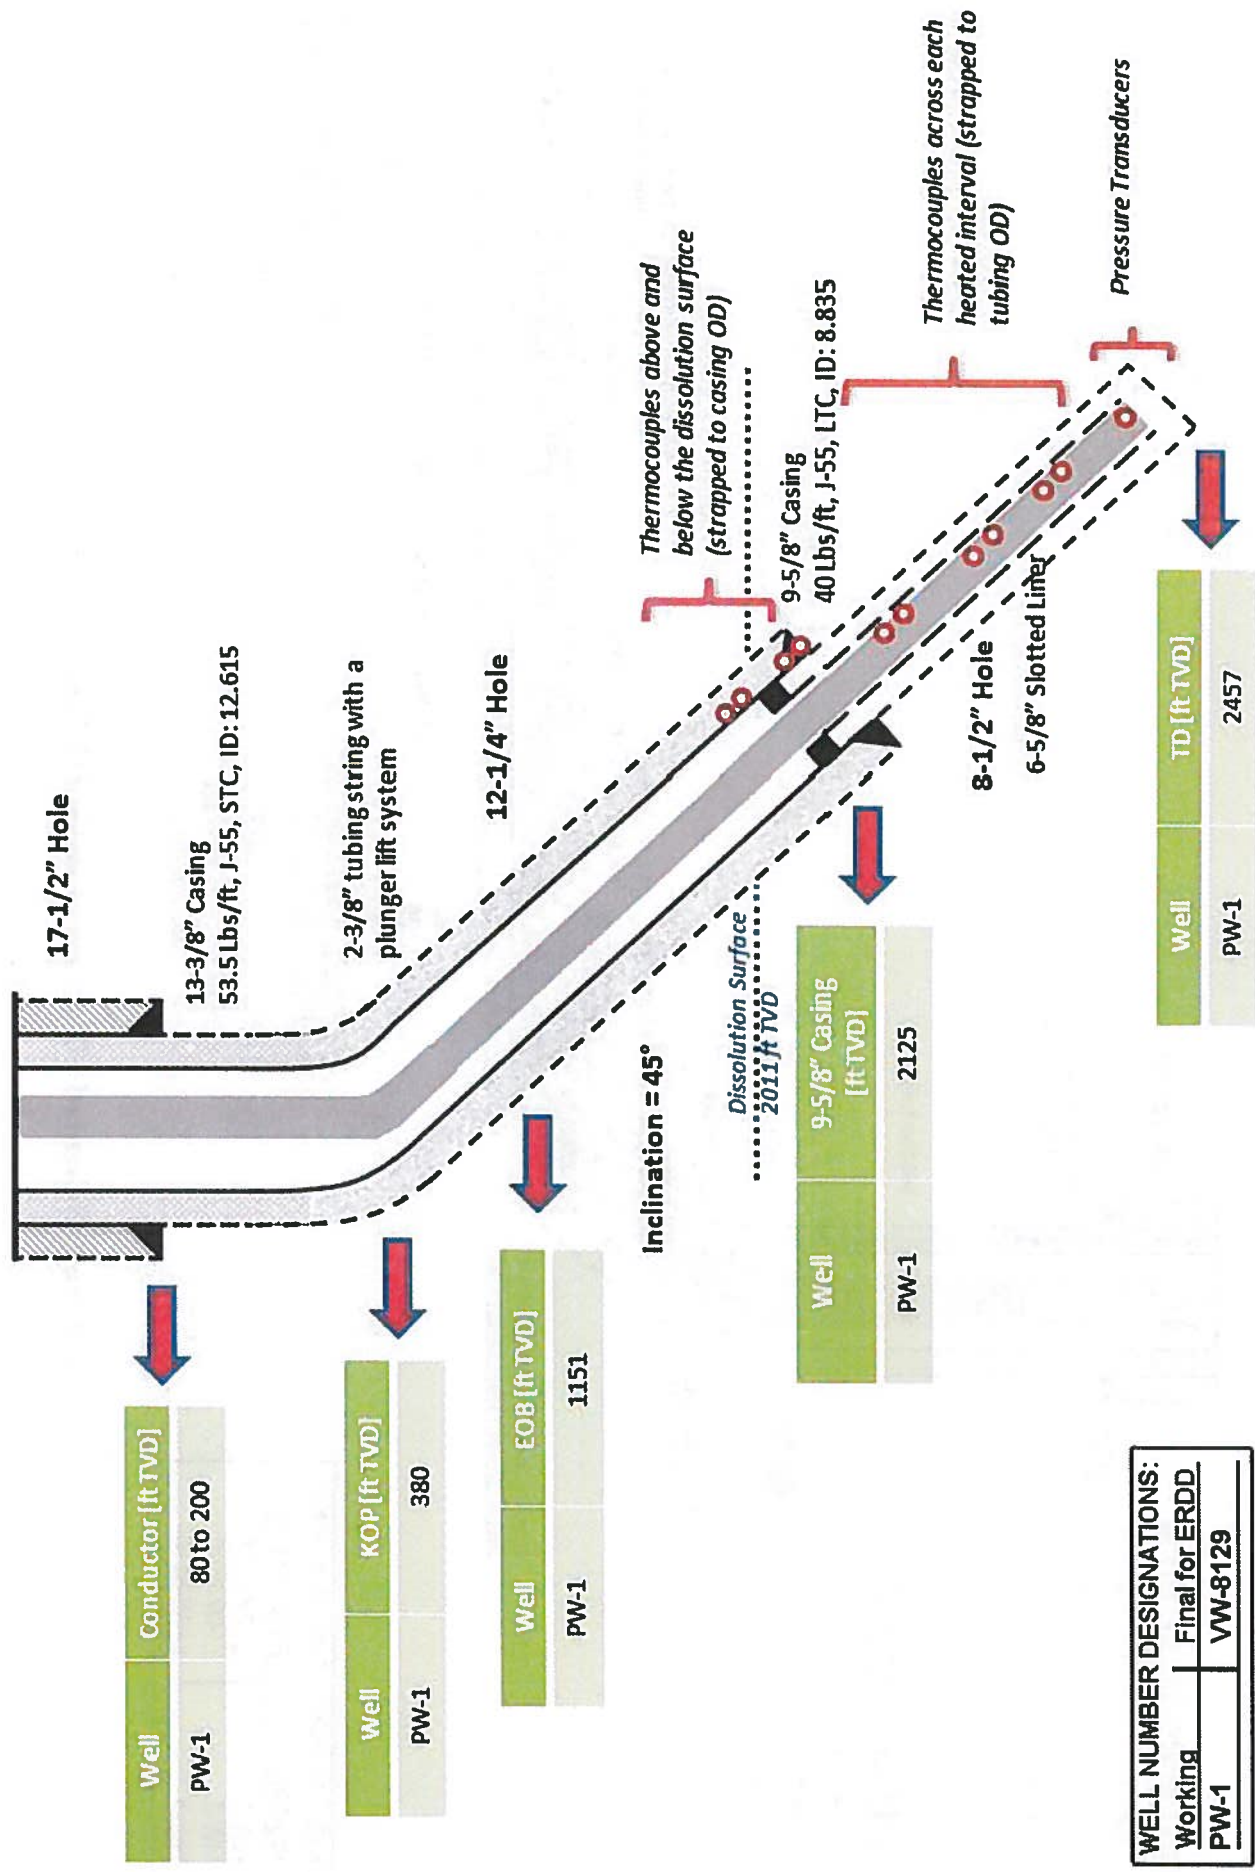 17-1/2" Hole
13-3/8" Casing
53.5 Lbs/ft, J-55, STC, ID: 12.615
2-3/8" tubing string with a
plunger lift system
12-1/4" Hole
Thermocouples above and
below the dissolution surface
(strapped to casing OD)
9-5/8" Casing
40 Lbs/ft, J-55, LTC, ID: 8.835
Thermocouples across each
heated interval (strapped to
tubing OD)
Pressure Transducers
8-1/2" Hole
6-5/8" Slotted Liner
Inclination = 45°
Dissolution Surface
2011 ft TVD
Well Conductor [ft TVD]
PW-1 80 to 200
Well KOP [ft TVD]
PW-1 380
Well EOB [ft TVD]
PW-1 1151
Well 9-5/8" Casing
[ft TVD]
PW-1 2125
Well TD [ft TVD]
PW-1 2457
WELL NUMBER DESIGNATIONS:
Working Final for ERDD
PW-1 VW-8129